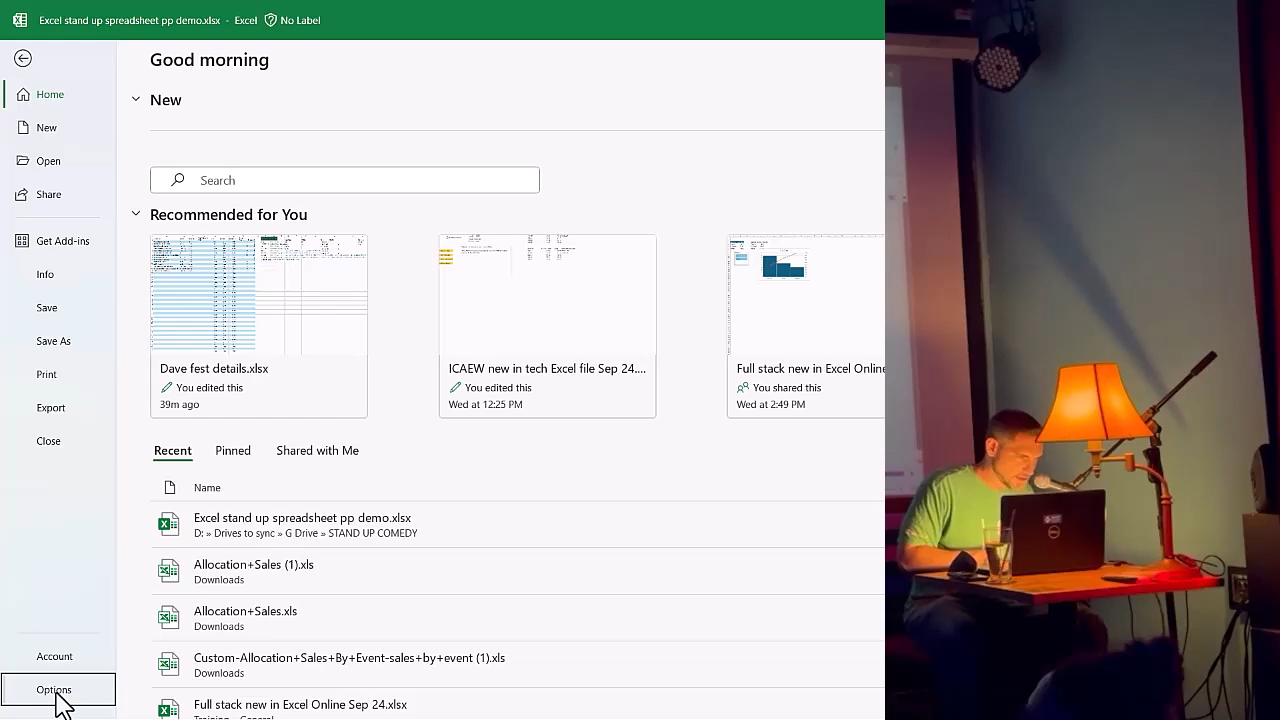 Excel stand up spreadsheet pp demo.xlsx - Excel No Label
Good morning
Home
New
Open
Share
Get Add-ins
Info
Save
Save As
Print
Export
Close
Account
Options
New
Search
Recommended for You
Dave fest details.xlsx
You edited this
39m ago
ICAEW new in tech Excel file Sep 24....
You edited this
Wed at 12:25 PM
Full stack new in Excel Online
You shared this
Wed at 2:49 PM
Recent Pinned Shared with Me
Name
Excel stand up spreadsheet pp demo.xlsx
D: » Drives to sync » G Drive » STAND UP COMEDY
Allocation+Sales (1).xls
Downloads
Allocation+Sales.xls
Downloads
Custom-Allocation+Sales+By+Event-sales+by+event (1).xls
Downloads
Full stack new in Excel Online Sep 24.xlsx